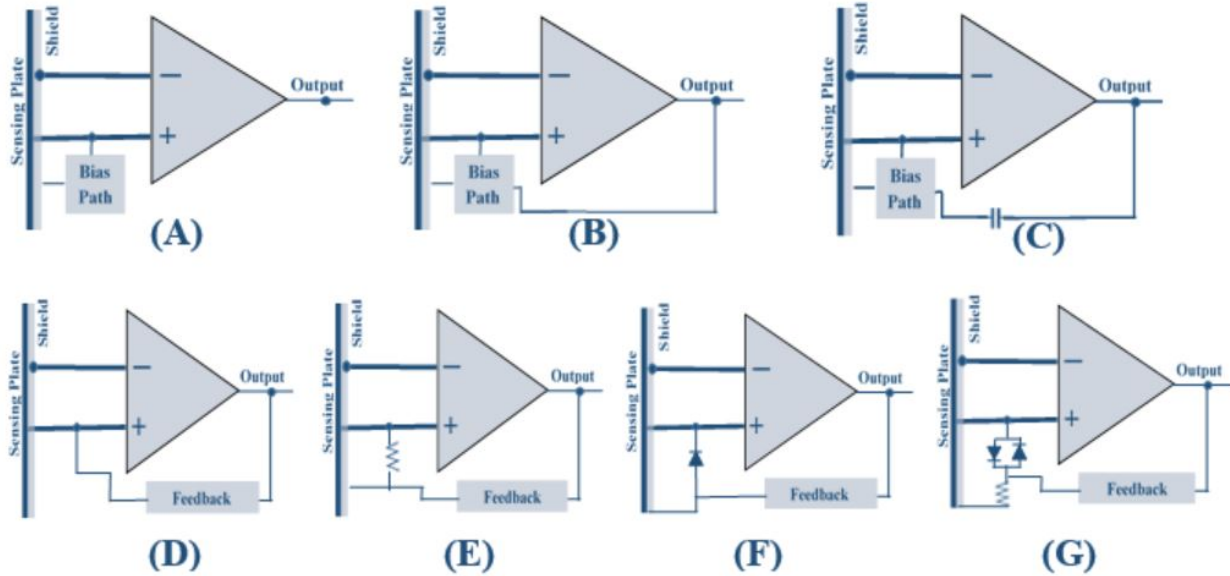 Sensing Plate
Shield
−
+
Output
Bias
Path
(A)
Sensing Plate
Shield
−
+
Output
Bias
Path
(B)
Sensing Plate
Shield
−
+
Output
Bias
Path
(C)
Sensing Plate
Shield
−
+
Output
Feedback
(D)
Sensing Plate
Shield
−
+
Output
Feedback
(E)
Sensing Plate
Shield
−
+
Output
Feedback
(F)
Sensing Plate
Shield
−
+
Output
Feedback
(G)